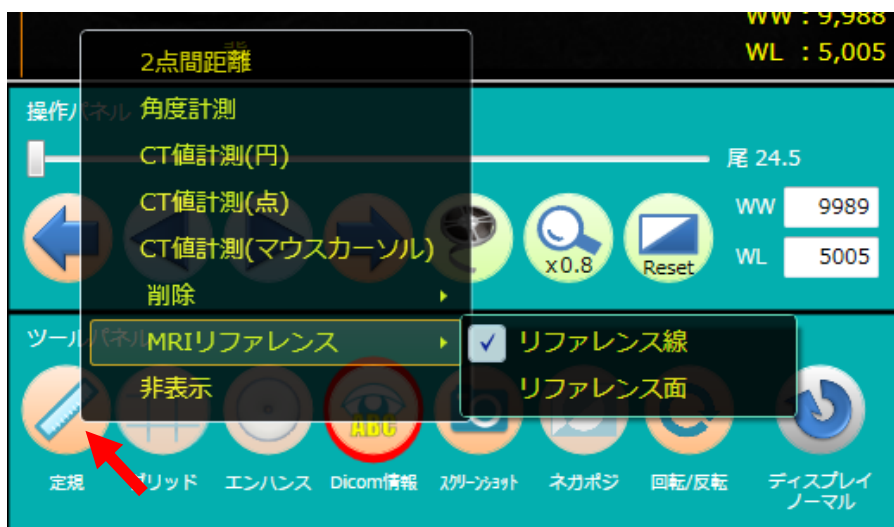 WW : 9,988
WL : 5,005
2点間距離
操作パネル
角度計測
CT値計測(円)
尾 24.5
CT値計測(点)
WW 9989
CT値計測(マウスカーソル)
x0.8
Reset
WL 5005
削除
ツールパネル
MRIリファレンス
リファレンス線
非表示
リファレンス面
ABC
定規
グリッド
エンハンス
Dicom情報
スクリーンショット
ネガポジ
回転/反転
ディスプレイ
ノーマル